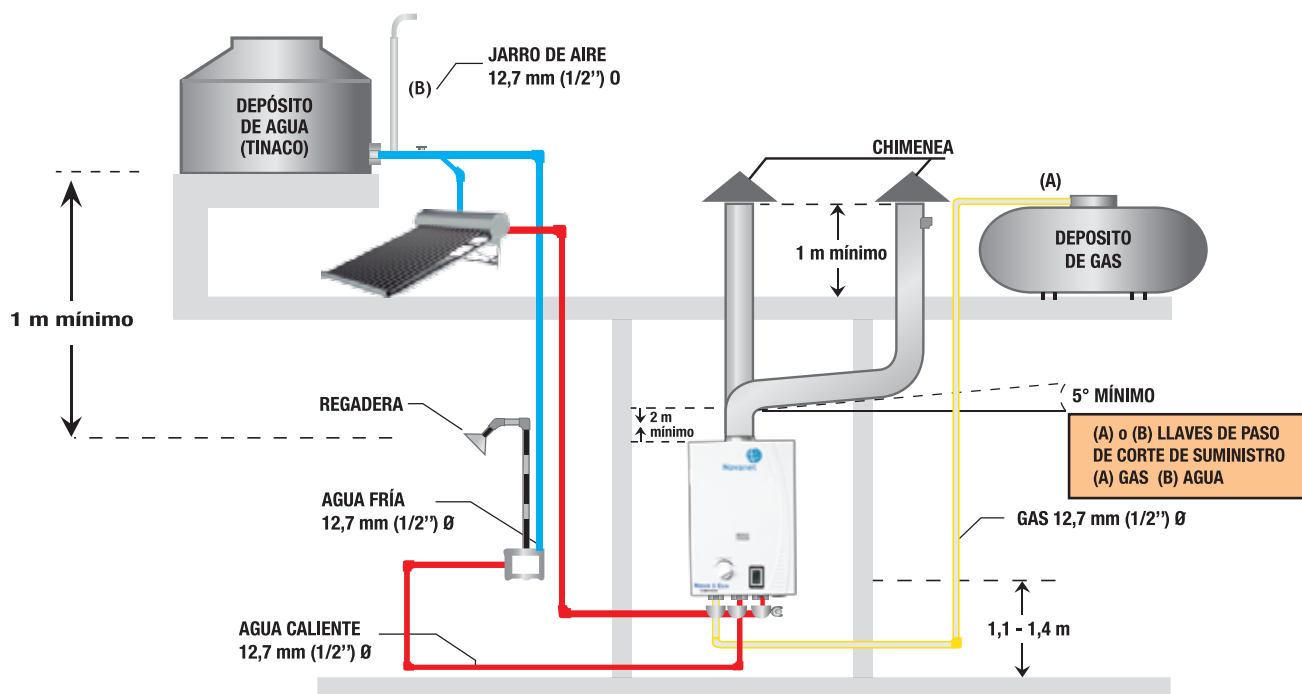 JARRO DE AIRE
12,7 mm (1/2’’) O
(B)
DEPÓSITO
DE AGUA
(TINACO)
CHIMENEA
(A)
DEPOSITO
DE GAS
1 m mínimo
1 m mínimo
5° MÍNIMO
REGADERA
2 m
mínimo
(A) o (B) LLAVES DE PASO
DE CORTE DE SUMINISTRO
(A) GAS (B) AGUA
AGUA FRÍA
12,7 mm (1/2’’) Ø
GAS 12,7 mm (1/2’’) Ø
AGUA CALIENTE
12,7 mm (1/2’’) Ø
1,1 - 1,4 m